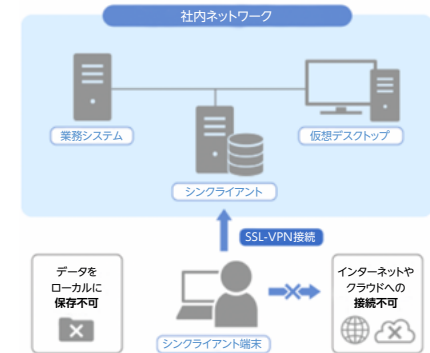 社内ネットワーク
業務システム
仮想デスクトップ
シンクライアント
SSL-VPN接続
データを
ローカルに
保存不可
インターネットや
クラウドへの
接続不可
シンクライアント端末